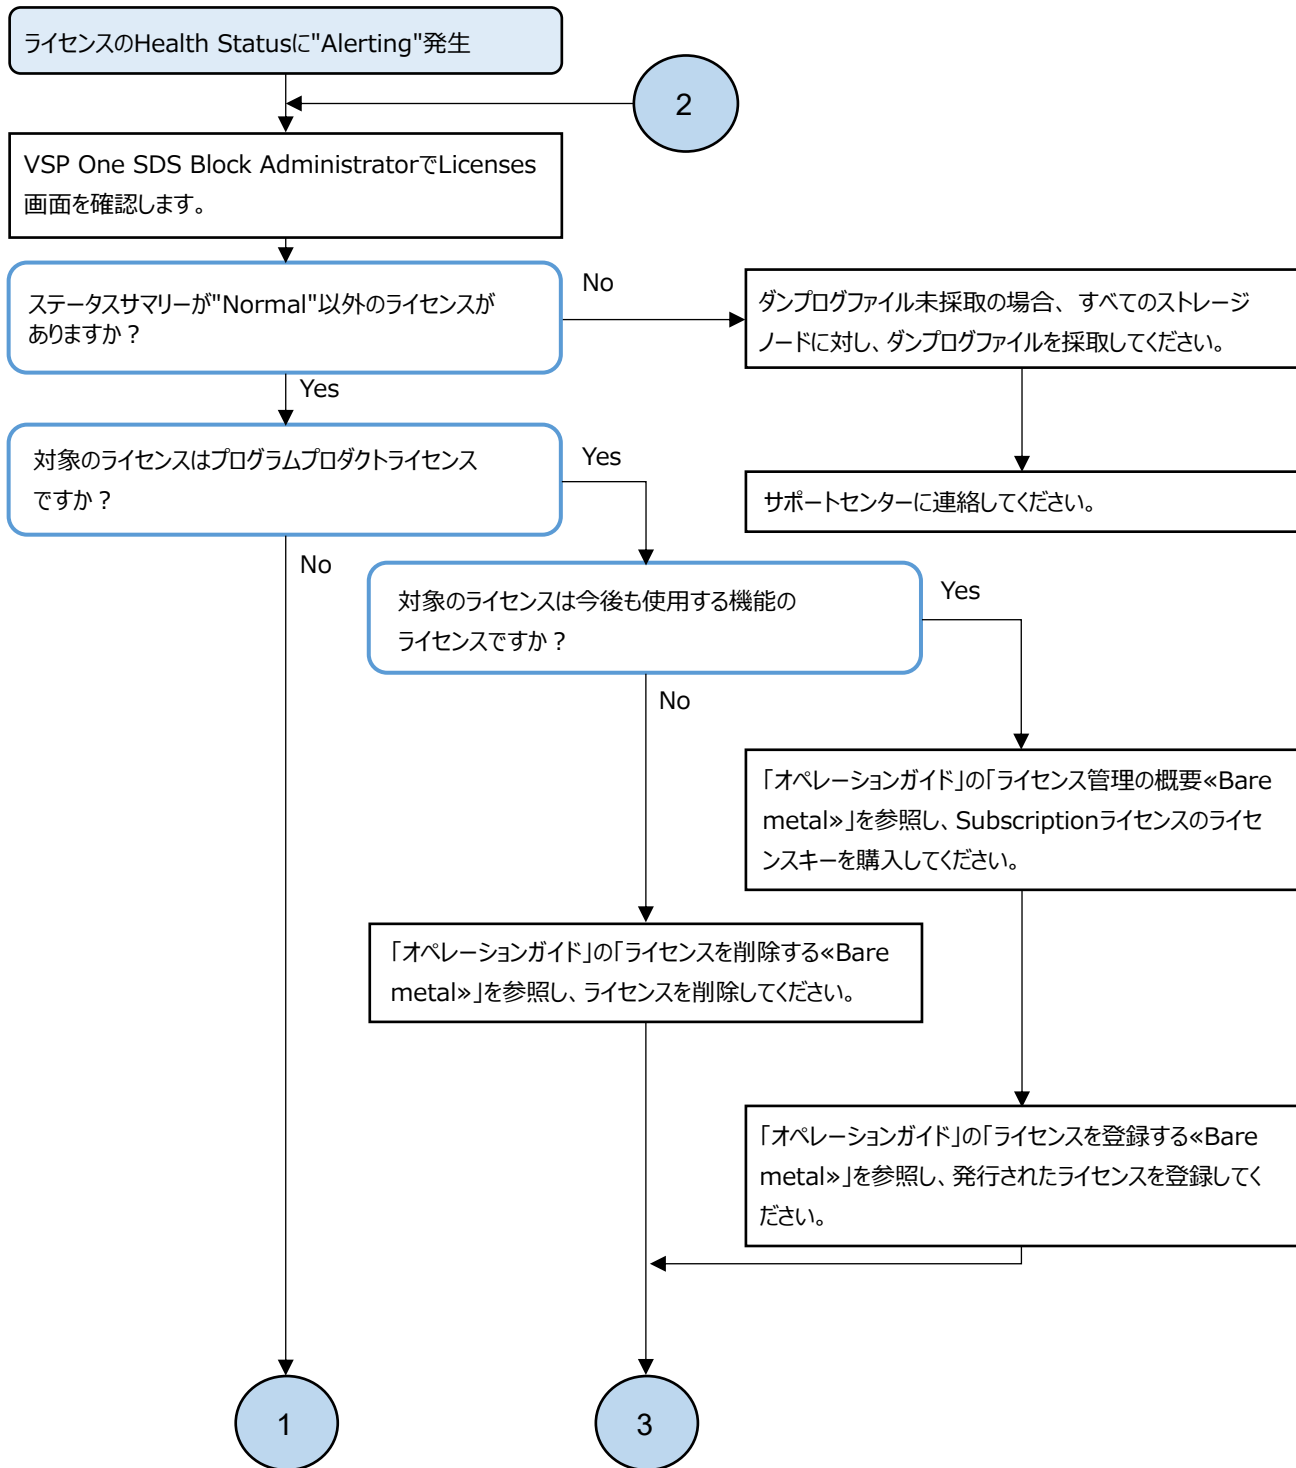 ライセンスのHealth Statusに"Alerting"発生
2
VSP One SDS Block AdministratorでLicenses
画面を確認します。
ステータスサマリーが"Normal"以外のライセンスが
ありますか？
No
ダンプログファイル未採取の場合、すべてのストレージ
ノードに対し、ダンプログファイルを採取してください。
Yes
対象のライセンスはプログラムプロダクトライセンス
ですか？
Yes
サポートセンターに連絡してください。
No
対象のライセンスは今後も使用する機能の
ライセンスですか？
Yes
No
「オペレーションガイド」の「ライセンス管理の概要«Bare
metal»」を参照し、Subscriptionライセンスのライセ
ンスキーを購入してください。
「オペレーションガイド」の「ライセンスを削除する«Bare
metal»」を参照し、ライセンスを削除してください。
「オペレーションガイド」の「ライセンスを登録する«Bare
metal»」を参照し、発行されたライセンスを登録してく
ださい。
1
3